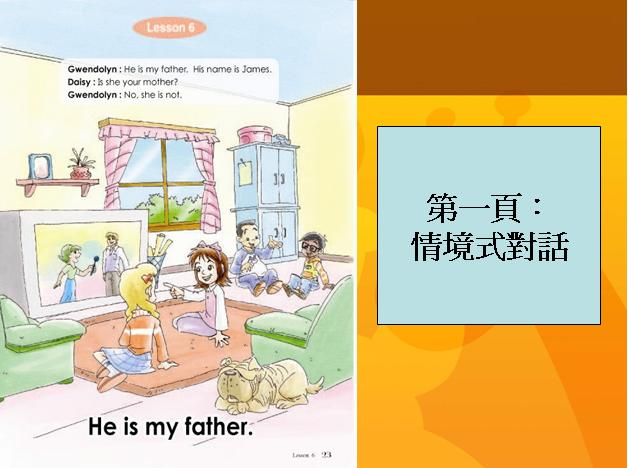 Lesson 6
Gwendolyn : He is my father. His name is James.
Daisy : Is she your mother?
Gwendolyn : No, she is not.
He is my father.
Lesson 6 23
第一頁：
情境式對話